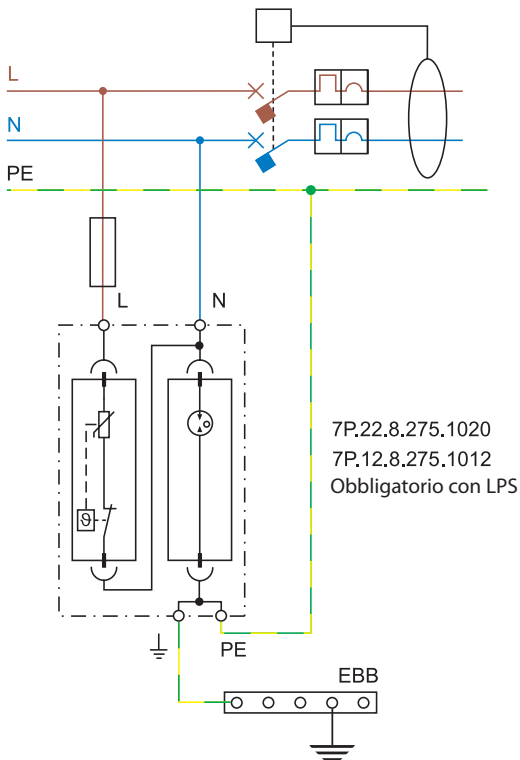 L
N
PE
L N
7P.22.8.275.1020
7P.12.8.275.1012
Obbligatorio con LPS
ϑ
PE
EBB